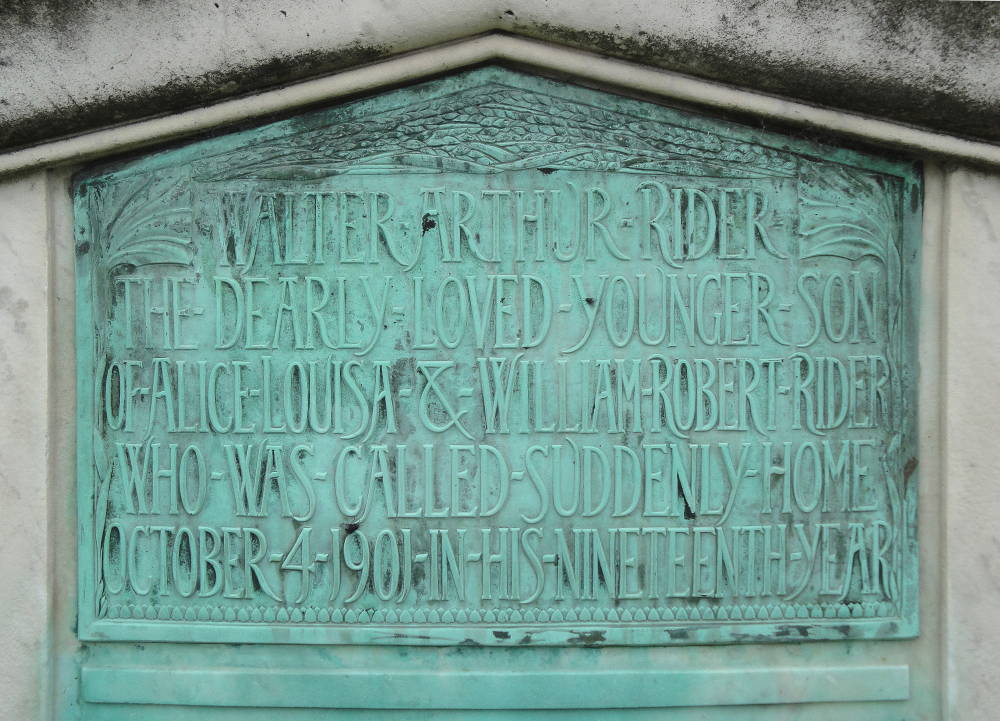 WALTER-ARTHUR-RIDER-
THE-DEARLY-LOVED-YOUNGER-SON
OF-ALICE-LOUISA-&-WILLIAM-ROBERT-RIDER
WHO-WAS-CALLED-SUDDENLY-HOME
OCTOBER-4-1901-IN-HIS-NINETEENTH-YEAR